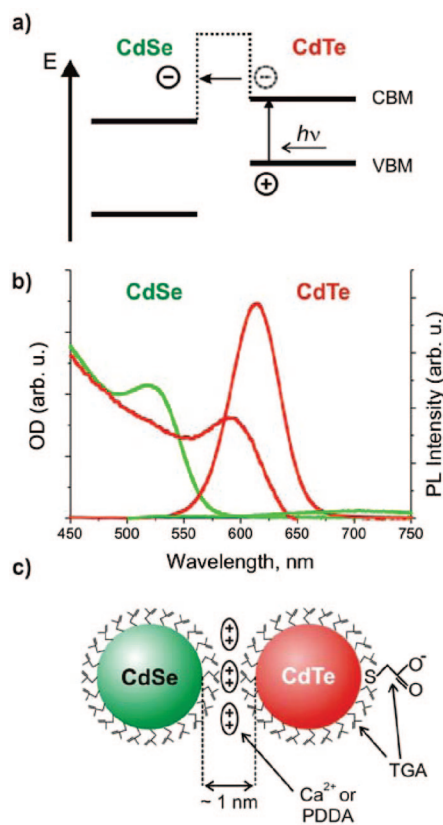 a)
CdSe
CdTe
E
−
−
CBM
hν
VBM
+
b)
CdSe
CdTe
OD (arb. u.)
PL Intensity (arb. u.)
450 500 550 600 650 700 750
Wavelength, nm
c)
+ +
CdSe
+ +
CdTe
S
O⁻
O
+ +
TGA
~ 1 nm
Ca²⁺ or
PDDA